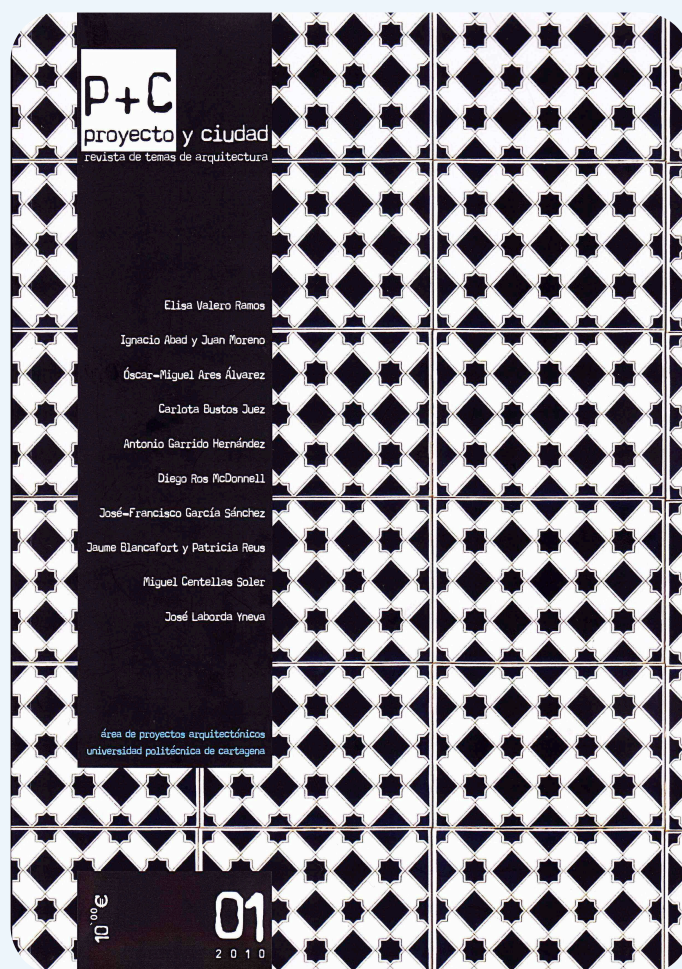 P+C
proyecto y ciudad
revista de temas de arquitectura
Elisa Valero Ramos
Ignacio Abad y Juan Moreno
Óscar-Miguel Ares Álvarez
Carlota Bustos Juez
Antonio Garrido Hernández
Diego Ros McDonnell
José-Francisco García Sánchez
Jaume Blancafort y Patricia Reus
Miguel Centellas Soler
José Laborda Yneva
área de proyectos arquitectónicos
universidad politécnica de cartagena
10'00€
01
2010